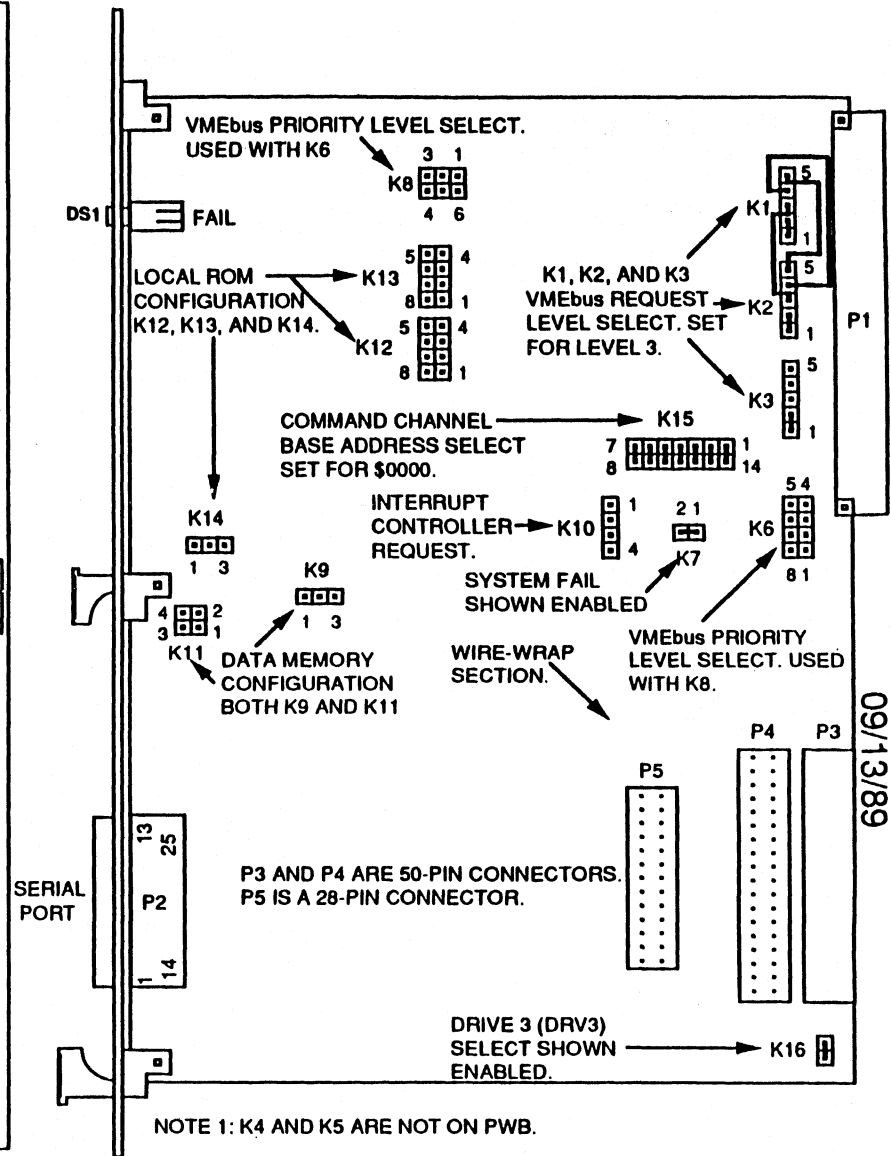 VMEbus PRIORITY LEVEL SELECT.
USED WITH K6
3 1
K8
4 6
DS1
FAIL
5
K1
1
5 4
K13
8 1
LOCAL ROM
CONFIGURATION
K12, K13, AND K14.
5 4
K12
8 1
K1, K2, AND K3
VMEbus REQUEST
LEVEL SELECT. SET
FOR LEVEL 3.
5
K2
1
P1
5
K3
1
COMMAND CHANNEL
BASE ADDRESS SELECT
SET FOR $0000.
K15
7 1
8 14
INTERRUPT
CONTROLLER
REQUEST.
1
K10
4
2 1
K7
5 4
K6
8 1
K14
1 3
SYSTEM FAIL
SHOWN ENABLED
K9
1 3
4 2
3 1
K11
DATA MEMORY
CONFIGURATION
BOTH K9 AND K11
WIRE-WRAP
SECTION.
VMEbus PRIORITY
LEVEL SELECT. USED
WITH K8.
09/13/89
P5
P4
P3
13
25
SERIAL
PORT
P2
1
14
P3 AND P4 ARE 50-PIN CONNECTORS.
P5 IS A 28-PIN CONNECTOR.
DRIVE 3 (DRV3)
SELECT SHOWN
ENABLED.
K16
NOTE 1: K4 AND K5 ARE NOT ON PWB.